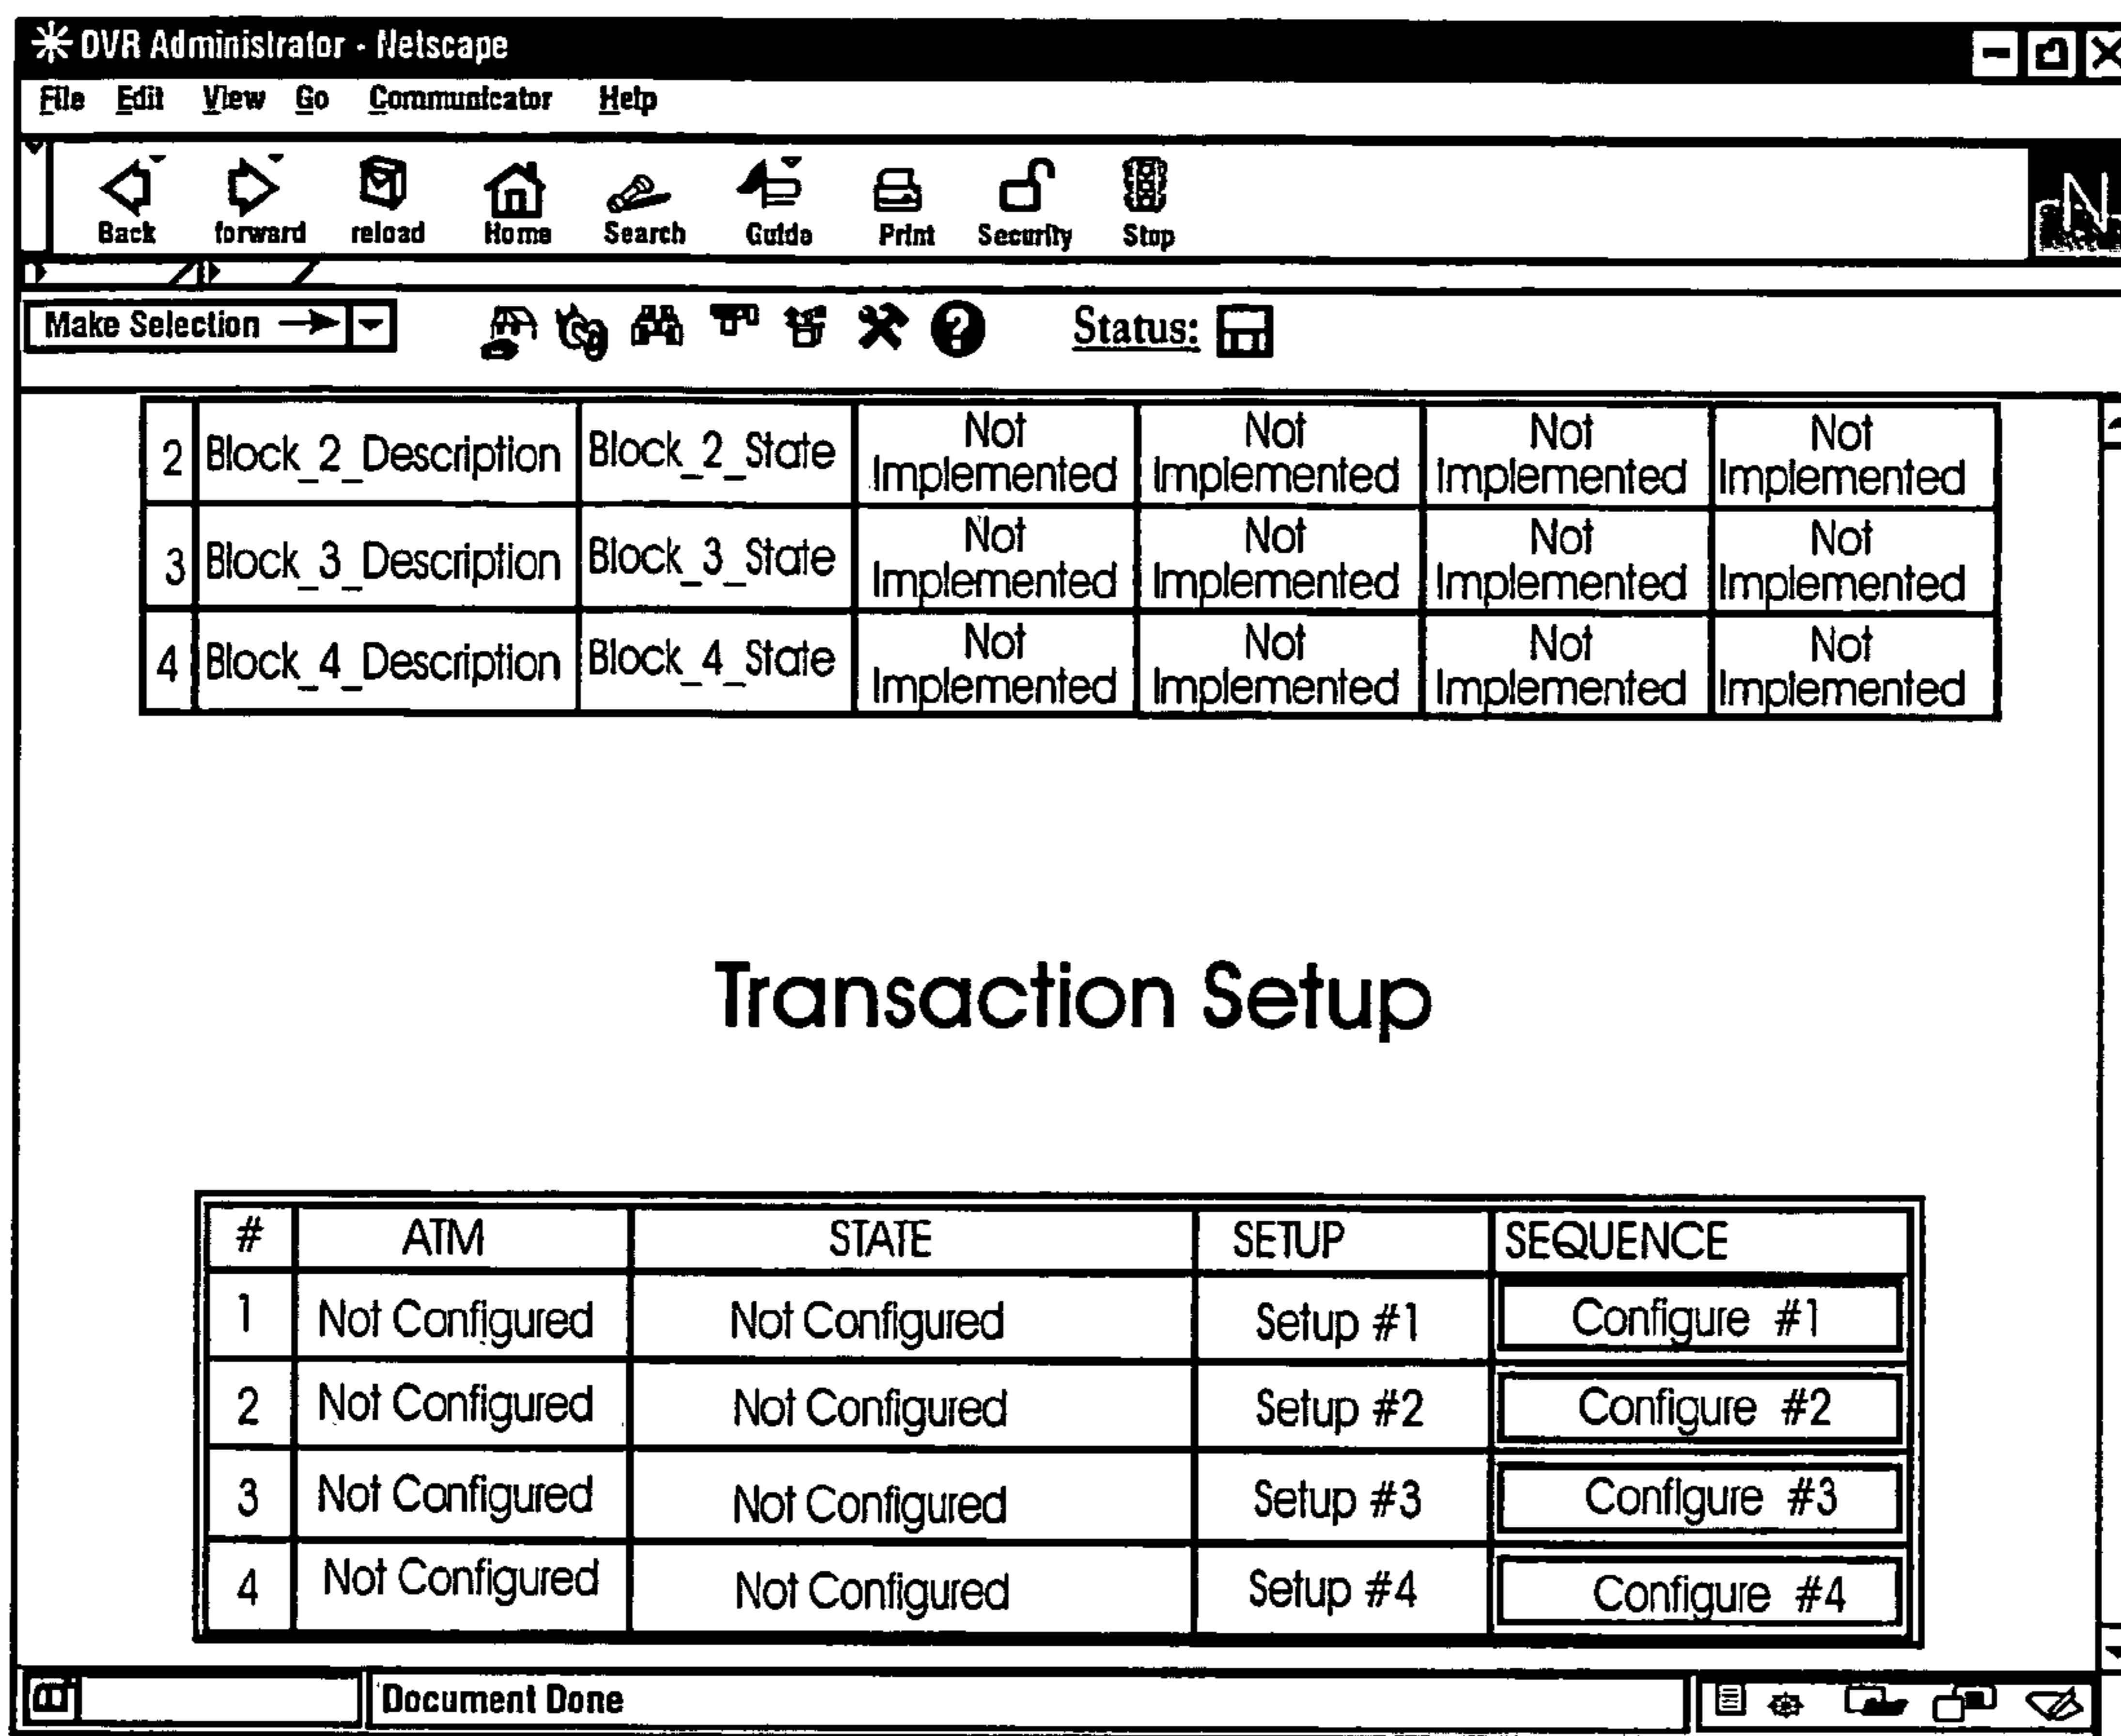 OVR Administrator - Netscape
File Edit View Go Communicator Help
Back forward reload Home Search Guide Print Security Stop
N
Make Selection → Status:
2 Block_2_Description Block_2_State Not Implemented Not Implemented Not Implemented Not Implemented
3 Block_3_Description Block_3_State Not Implemented Not Implemented Not Implemented Not Implemented
4 Block_4_Description Block_4_State Not Implemented Not Implemented Not Implemented Not Implemented
Transaction Setup
# ATM STATE SETUP SEQUENCE
1 Not Configured Not Configured Setup #1 Configure #1
2 Not Configured Not Configured Setup #2 Configure #2
3 Not Configured Not Configured Setup #3 Configure #3
4 Not Configured Not Configured Setup #4 Configure #4
Document Done